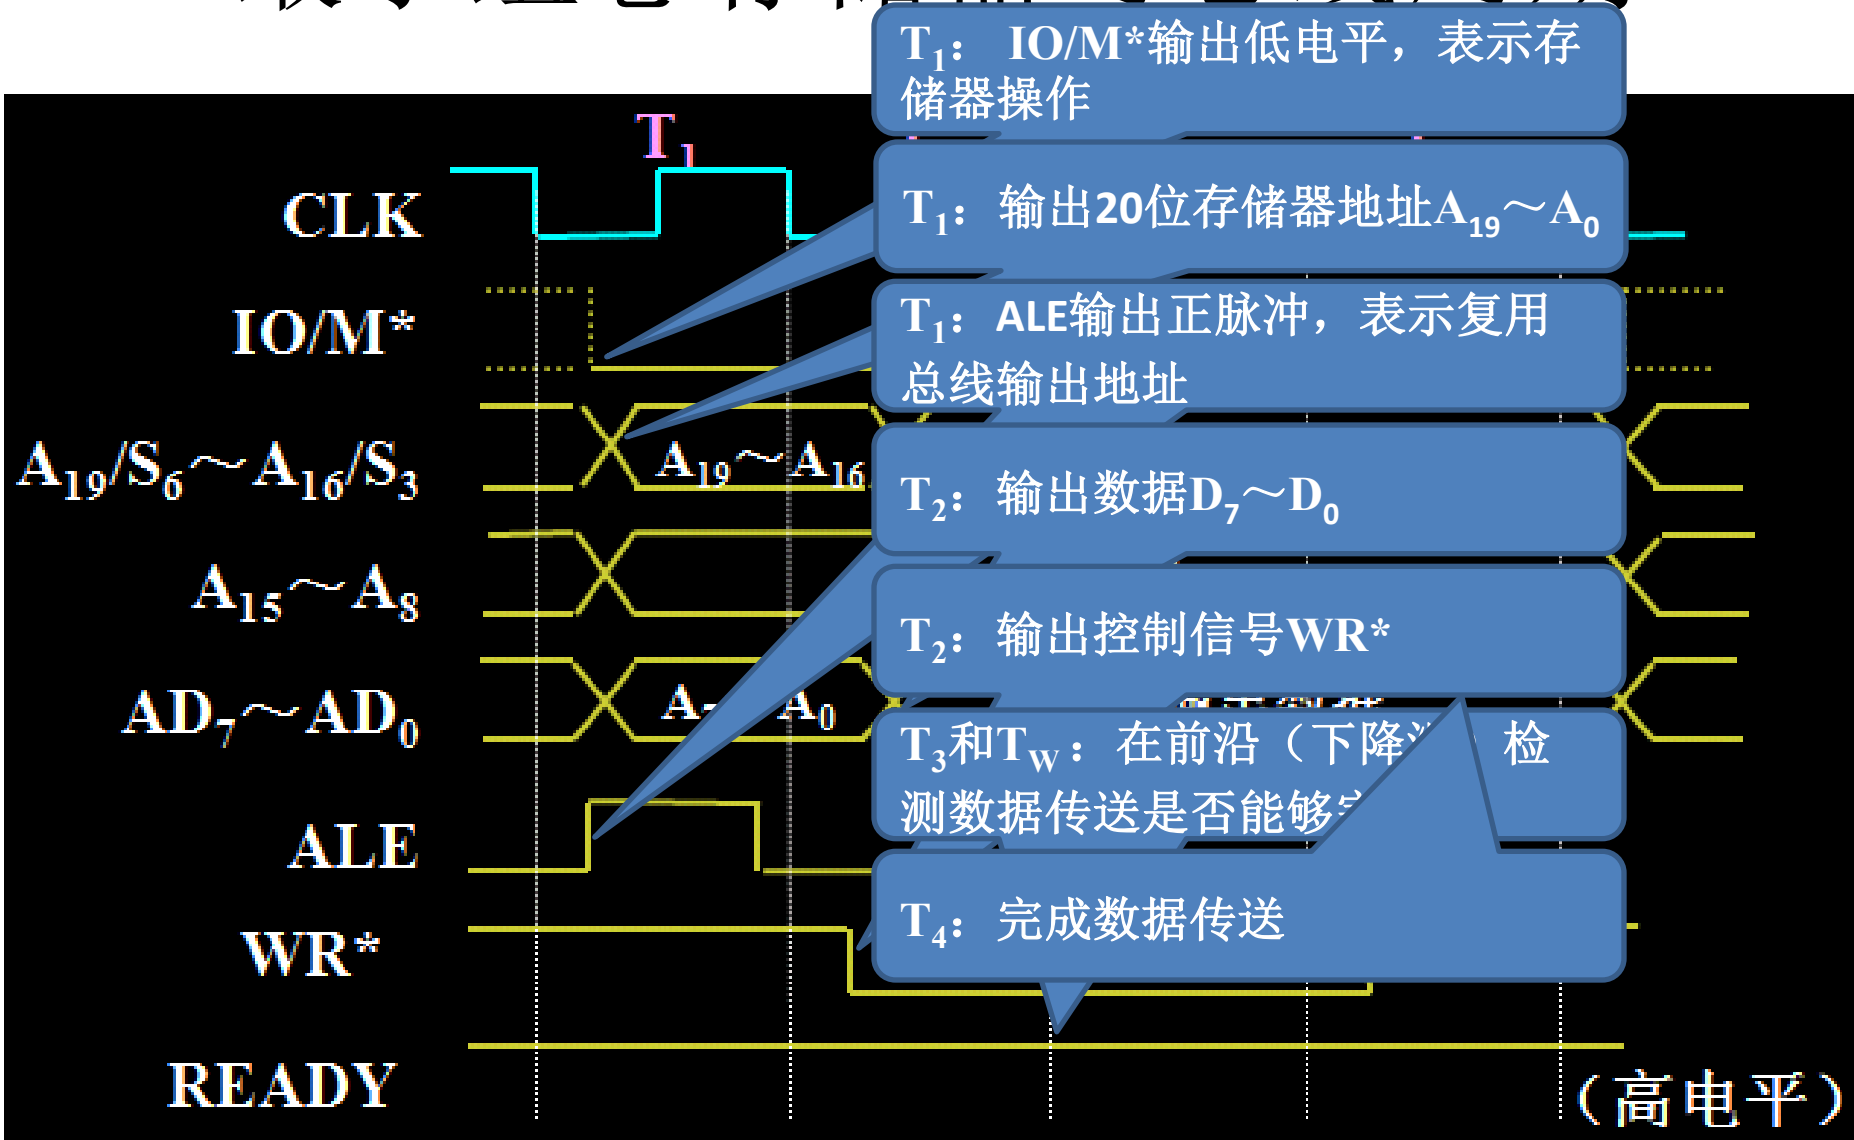 T₁： IO/M*输出低电平，表示存
储器操作
T₁
CLK
T₁：输出20位存储器地址A₁₉～A₀
IO/M*
T₁：ALE输出正脉冲，表示复用
总线输出地址
A₁₉/S₆～A₁₆/S₃
A₁₉～A₁₆
T₂：输出数据D₇～D₀
A₁₅～A₈
T₂：输出控制信号WR*
AD₇～AD₀
A₇ A₀
T₃和T_W：在前沿（下降 检
测数据传送是否能够
ALE
T₄：完成数据传送
WR*
READY
（高电平）